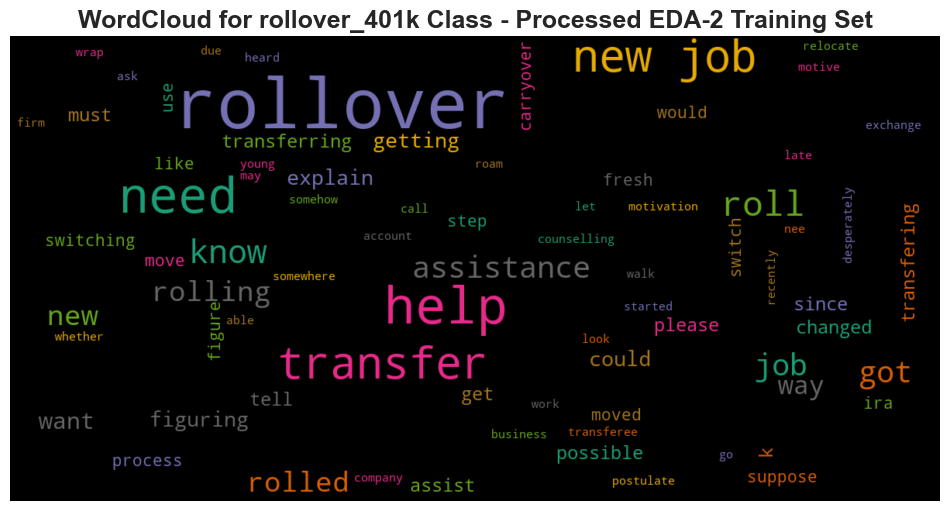 WordCloud for rollover_401k Class - Processed EDA-2 Training Set
wrap
due
heard
ask
use
rollover
carryover
new job
relocate
motive
firm
must
would
exchange
transferring
getting
like
young
may
explain
roam
late
fresh
need
somehow
call
step
let
motivation
roll
nee
desperately
switching
know
account
counselling
switch
recently
transfering
move
somewhere
assistance
walk
rolling
new
whether
figure
able
help
started
please
since
changed
look
transfer
could
job
way
got
get
tell
work
moved
ira
want
figuring
business
transferee
process
possible
go
k
rolled
company
assist
postulate
suppose